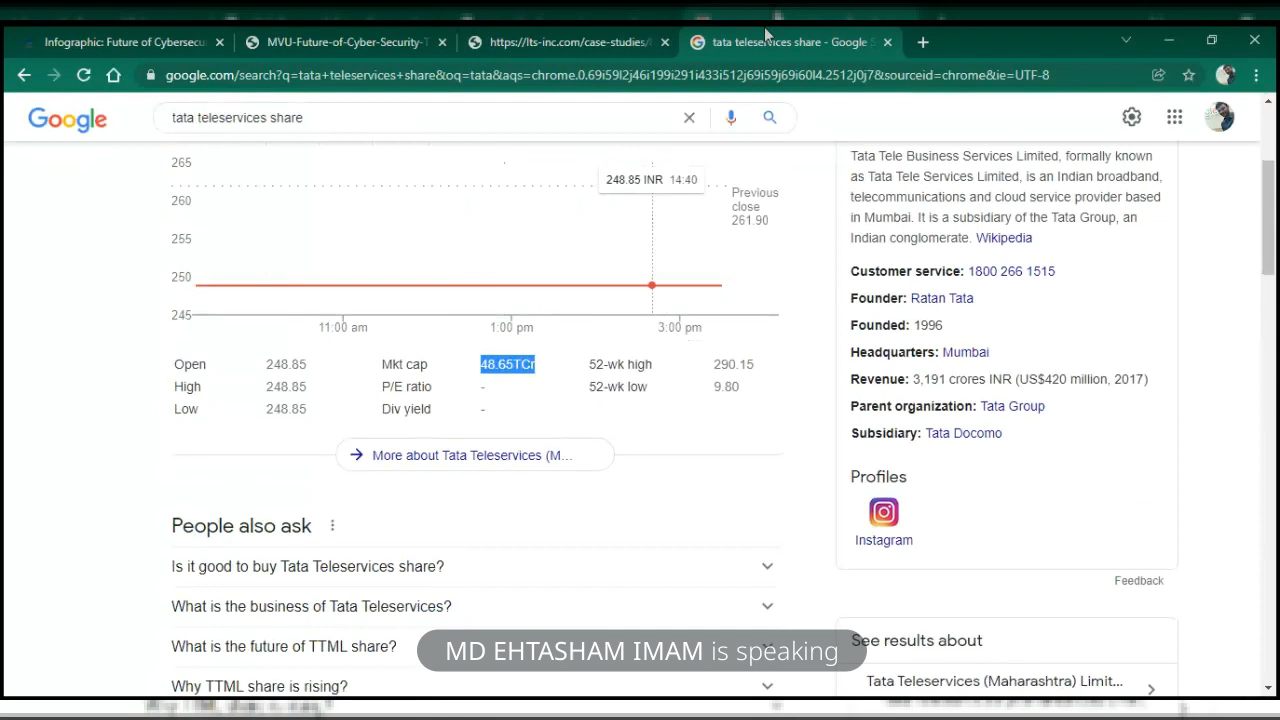 Infographic: Future of Cybersecu
MVU-Future-of-Cyber-Security-T
https://lts-inc.com/case-studies/
tata teleservices share - Google S
google.com/search?q=tata+teleservices+share&oq=tata&aqs=chrome.0.69i59l2j46i199i291i433i512j69i59j69i60l4.2512j0j7&sourceid=chrome&ie=UTF-8
Google
tata teleservices share
265
260
255
250
245
248.85 INR 14:40
Previous
close
261.90
11:00 am
1:00 pm
3:00 pm
Open 248.85 Mkt cap 48.65TCr 52-wk high 290.15
High 248.85 P/E ratio - 52-wk low 9.80
Low 248.85 Div yield -
More about Tata Teleservices (M...
People also ask
Is it good to buy Tata Teleservices share?
What is the business of Tata Teleservices?
What is the future of TTML share?
Why TTML share is rising?
Tata Tele Business Services Limited, formally known
as Tata Tele Services Limited, is an Indian broadband,
telecommunications and cloud service provider based
in Mumbai. It is a subsidiary of the Tata Group, an
Indian conglomerate. Wikipedia
Customer service: 1800 266 1515
Founder: Ratan Tata
Founded: 1996
Headquarters: Mumbai
Revenue: 3,191 crores INR (US$420 million, 2017)
Parent organization: Tata Group
Subsidiary: Tata Docomo
Profiles
Instagram
Feedback
See results about
Tata Teleservices (Maharashtra) Limit...
MD EHTASHAM IMAM is speaking